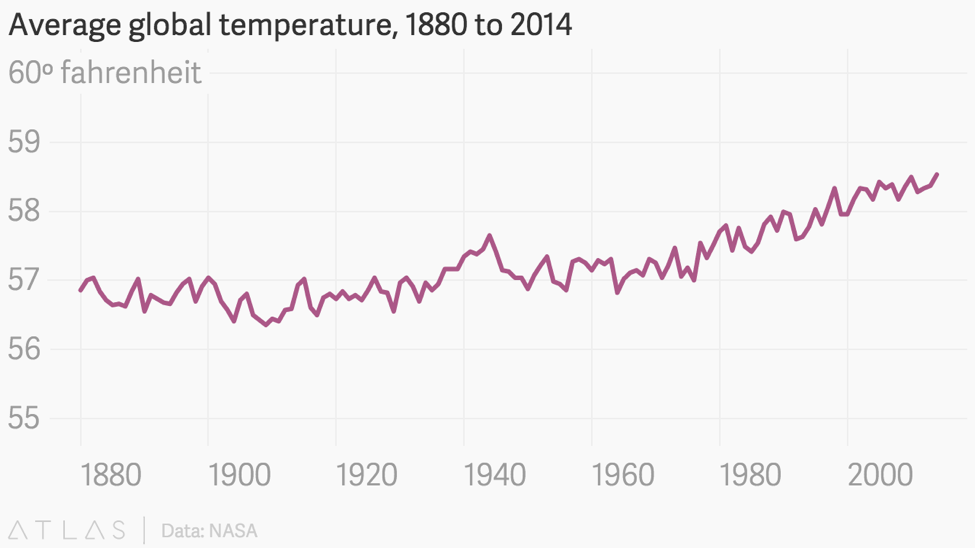 Average global temperature, 1880 to 2014
60º fahrenheit
59
58
57
56
55
1880 1900 1920 1940 1960 1980 2000
ATLAS | Data: NASA